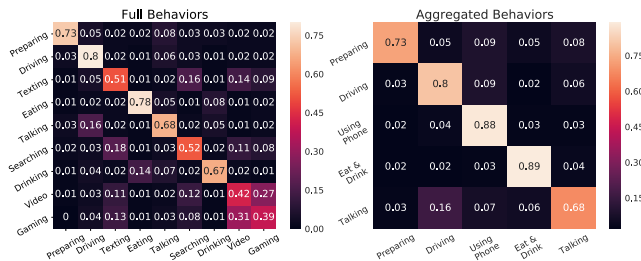 Full Behaviors
Preparing 0.73 0.05 0.02 0.02 0.08 0.03 0.03 0.02 0.02
Driving 0.03 0.8 0.02 0.01 0.06 0.03 0.01 0.02 0.02
Texting 0.01 0.05 0.51 0.01 0.02 0.16 0.01 0.14 0.09
Eating 0.01 0.02 0.02 0.78 0.05 0.01 0.08 0.01 0.02
Talking 0.03 0.16 0.02 0.01 0.68 0.02 0.05 0.02 0.02
Searching 0.02 0.03 0.18 0.01 0.02 0.52 0.02 0.11 0.08
Drinking 0.01 0.04 0.02 0.14 0.07 0.02 0.67 0.02 0.01
Video 0.01 0.03 0.11 0.01 0.02 0.12 0.01 0.42 0.27
Gaming 0 0.04 0.13 0.01 0.03 0.08 0.01 0.31 0.39
Preparing Driving Texting Eating Talking Searching Drinking Video Gaming
0.75
0.60
0.45
0.30
0.15
0.00
Aggregated Behaviors
Preparing 0.73 0.05 0.09 0.05 0.08
Driving 0.03 0.8 0.09 0.02 0.06
Using
Phone 0.02 0.04 0.88 0.03 0.03
Eat &
Drink 0.02 0.02 0.03 0.89 0.04
Talking 0.03 0.16 0.07 0.06 0.68
Preparing Driving Using
Phone Eat &
Drink Talking
0.75
0.60
0.45
0.30
0.15